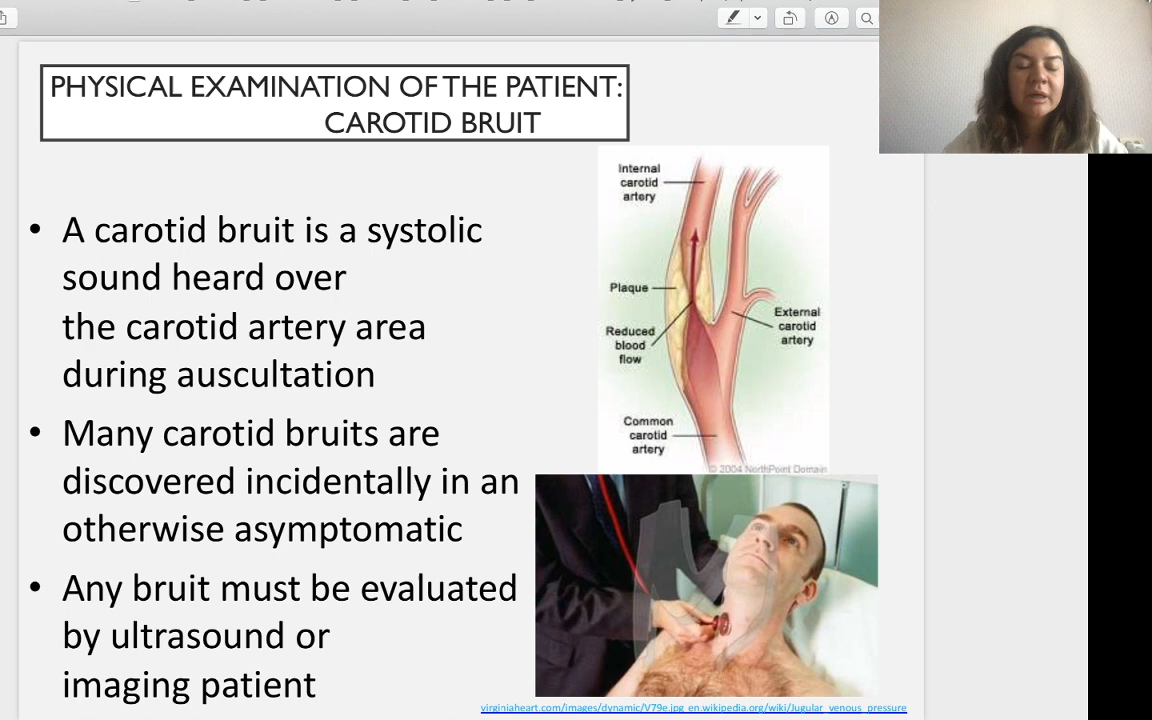 PHYSICAL EXAMINATION OF THE PATIENT:
CAROTID BRUIT
• A carotid bruit is a systolic
sound heard over
the carotid artery area
during auscultation
• Many carotid bruits are
discovered incidentally in an
otherwise asymptomatic
• Any bruit must be evaluated
by ultrasound or
imaging patient
Internal
carotid
artery
Plaque
Reduced
blood
flow
External
carotid
artery
Common
carotid
artery
© 2004 NorthPoint Domain
virginiaheart.com/images/dynamic/V79e.jpg en.wikipedia.org/wiki/Jugular_venous_pressure